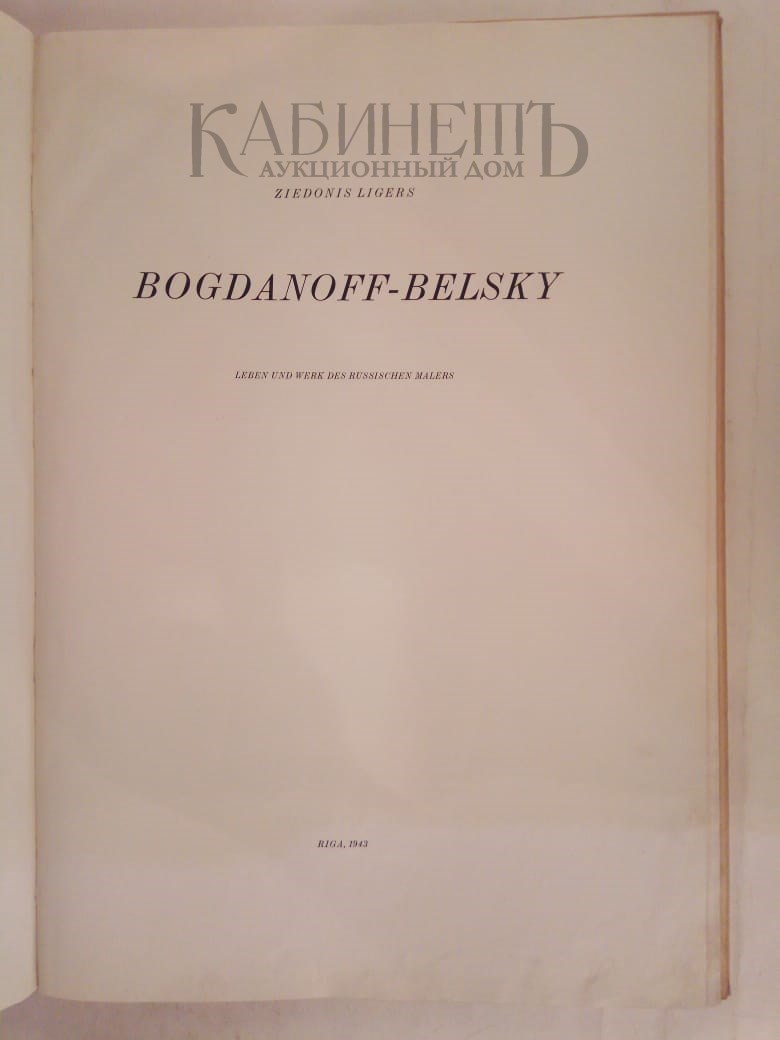 КАБИНЕТЪ
АУКЦИОННЫЙ ДОМ
ZIEDONIS LIGERS
BOGDANOFF-BELSKY
LEBEN UND WERK DES RUSSISCHEN MALERS
RIGA, 1943